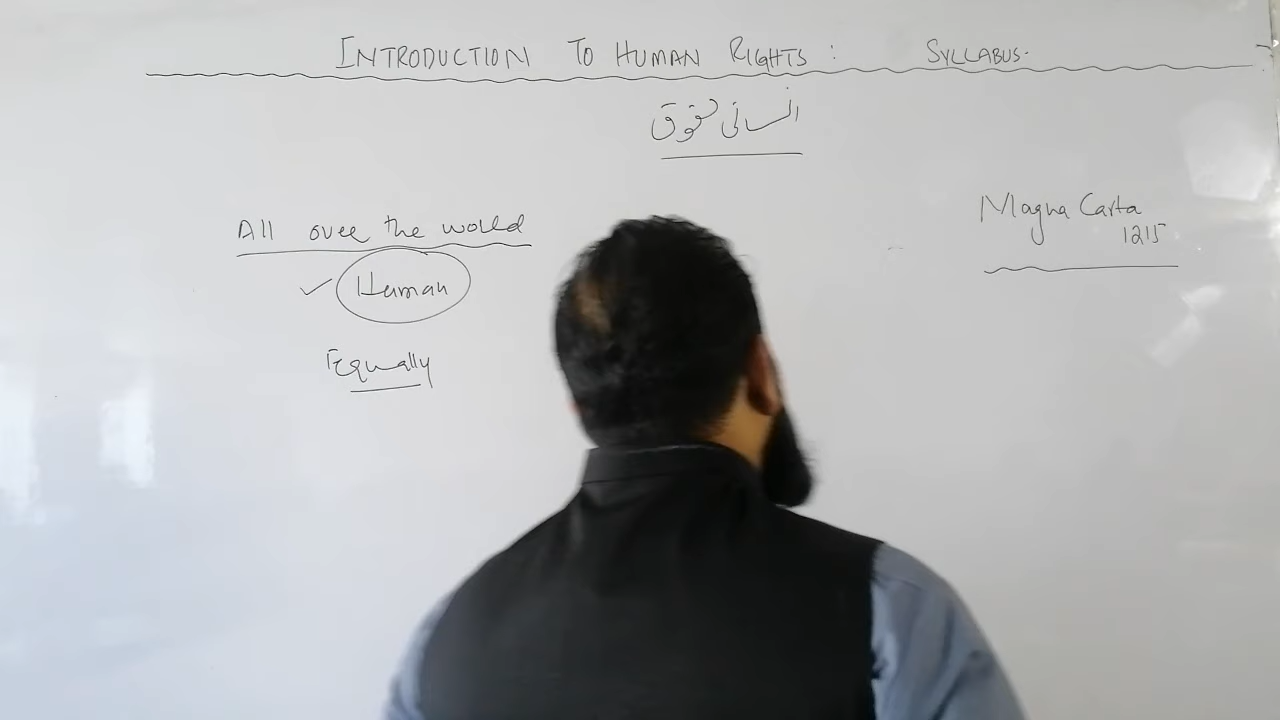 INTRODUCTION TO HUMAN RIGHTS: SYLLABUS.
انسانی حقوق
All over the world
✓ Human
Equally
Magna Carta
1215